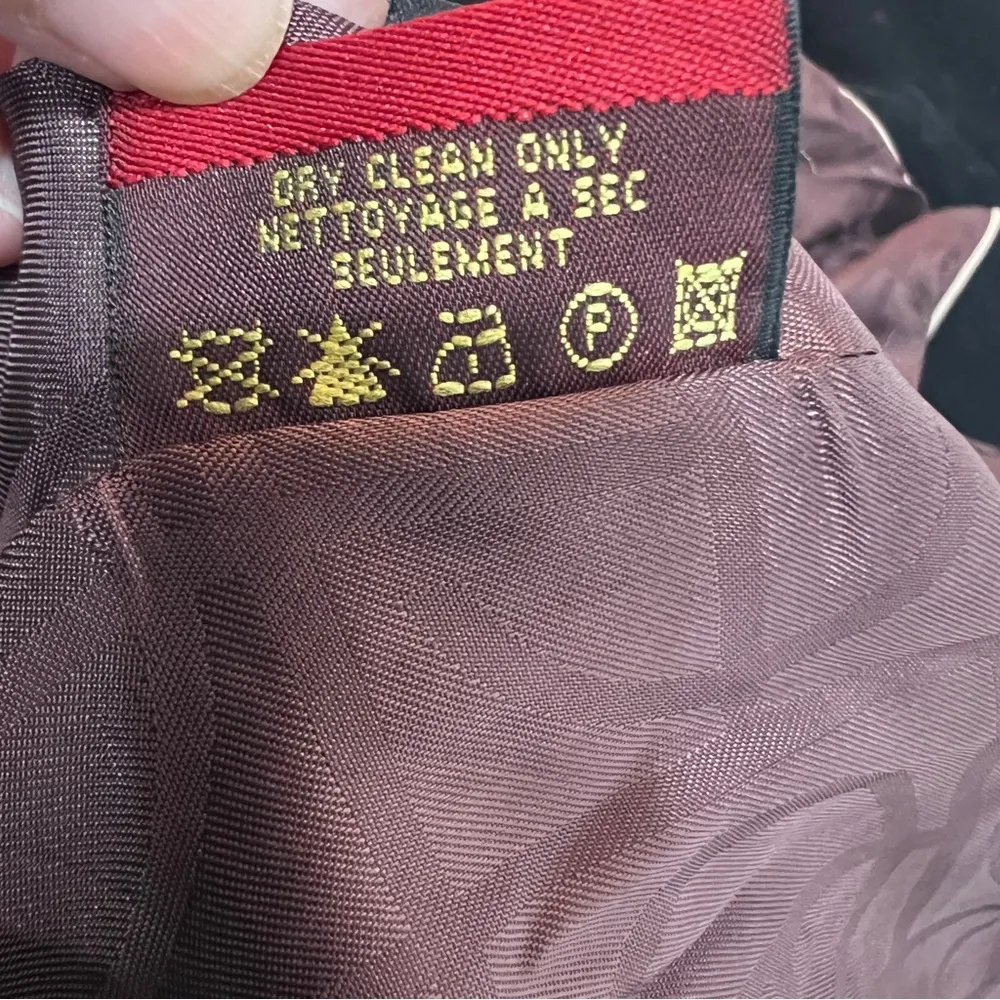 DRY CLEAN ONLY
NETTOYAGE A SEC
SEULEMENT
P